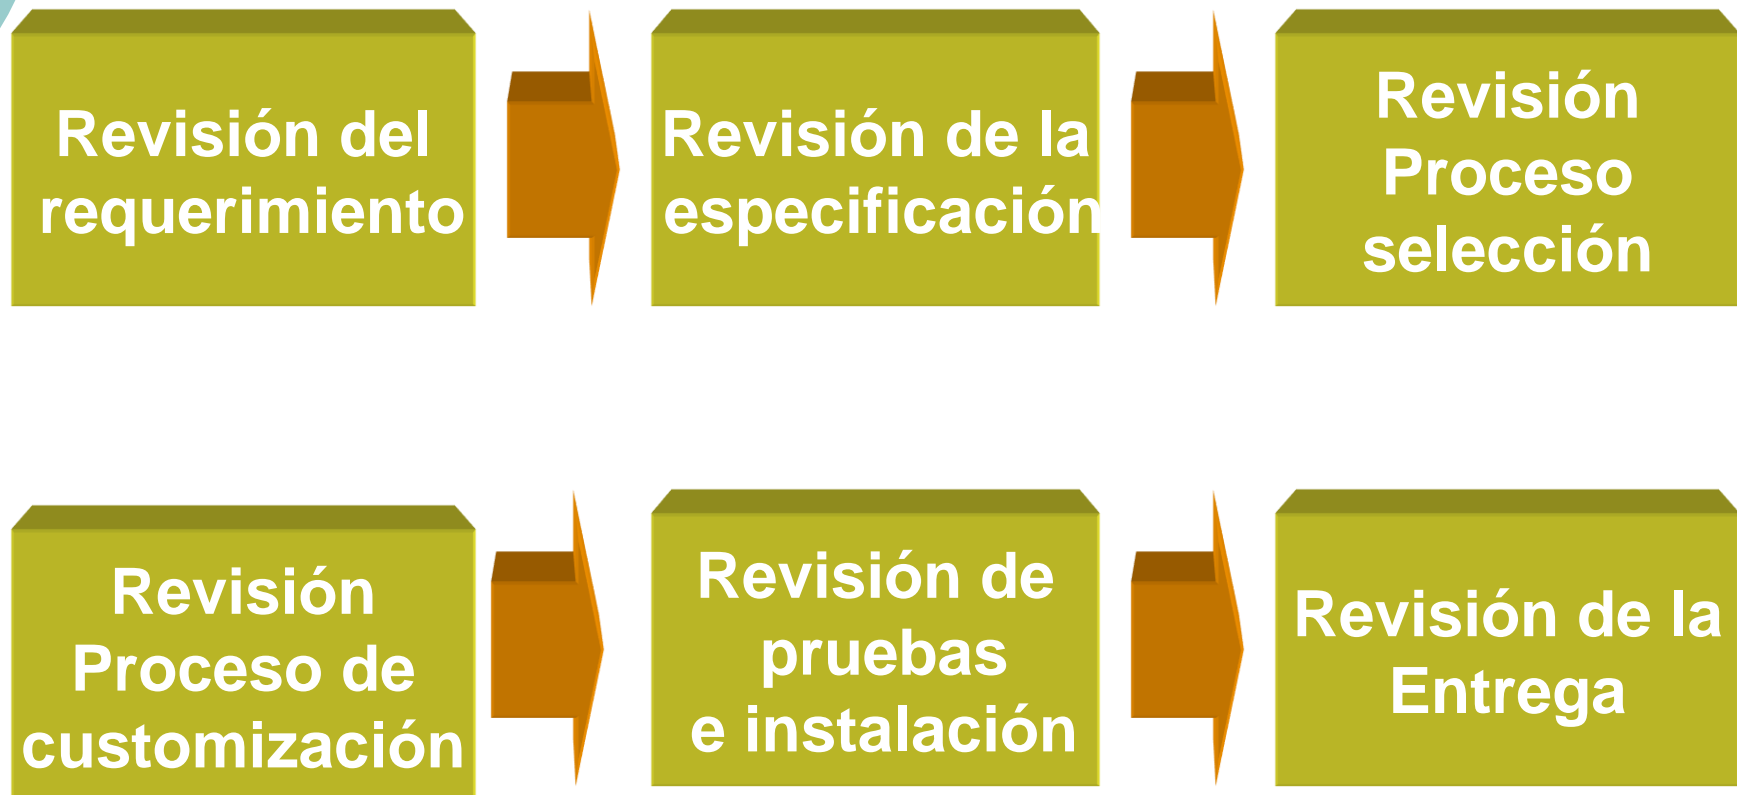 Revisión del
requerimiento
Revisión de la
especificación
Revisión
Proceso
selección
Revisión
Proceso de
customización
Revisión de
pruebas
e instalación
Revisión de la
Entrega